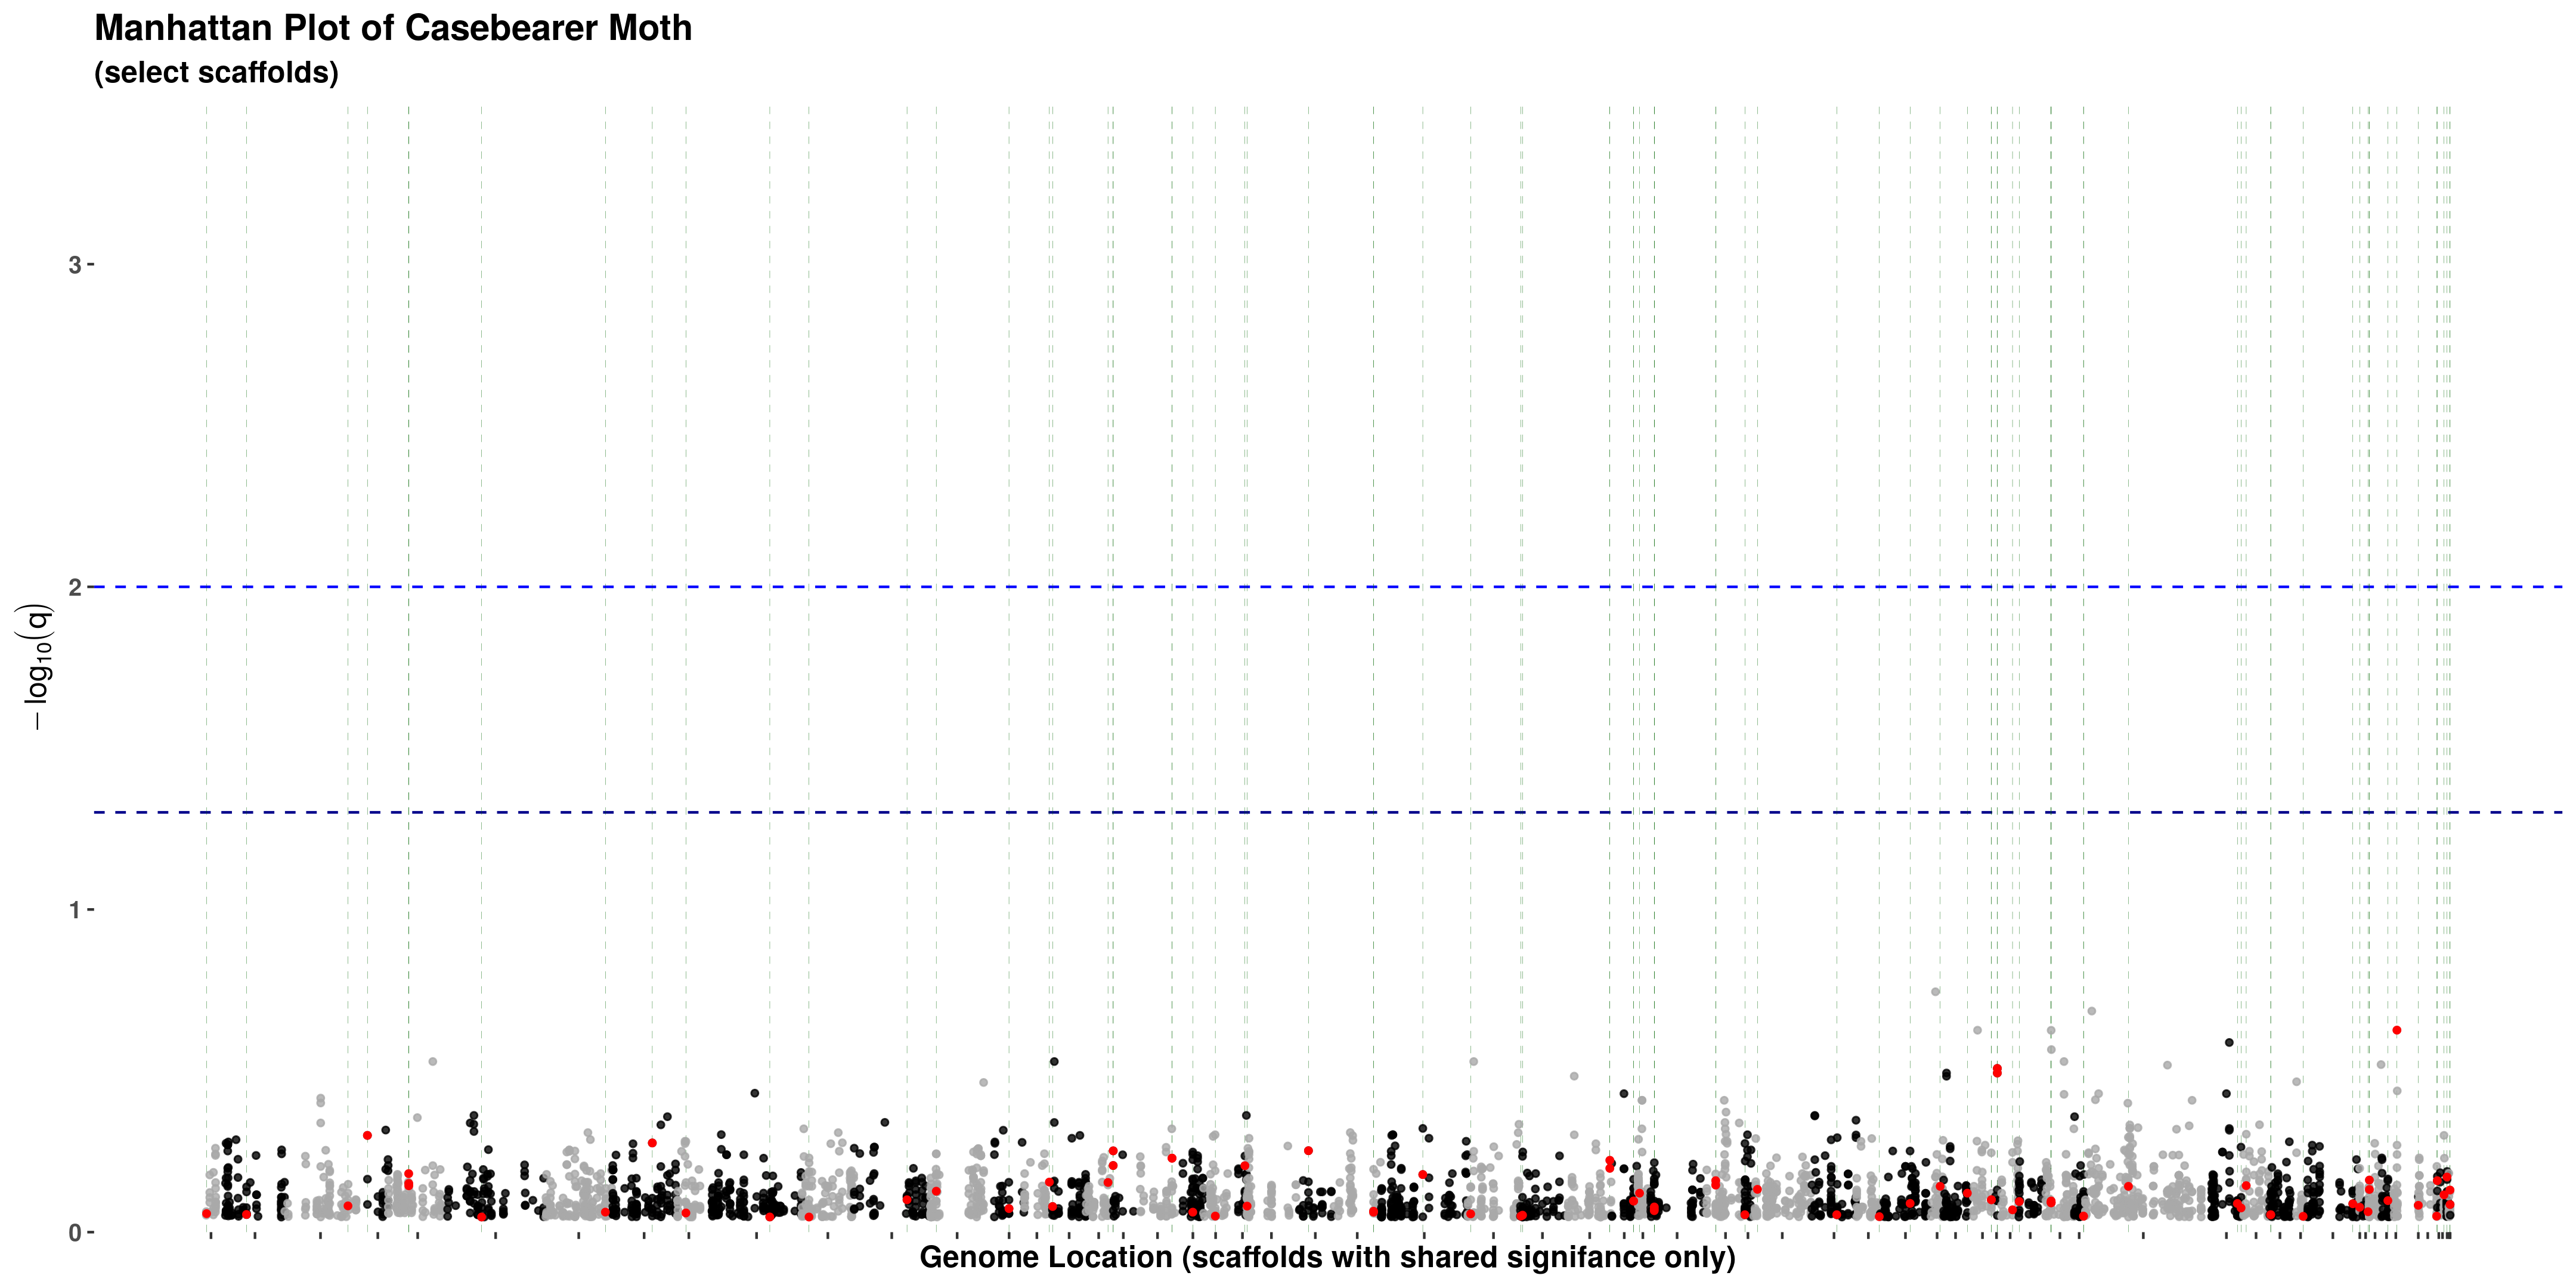 Manhattan Plot of Casebearer Moth
(select scaffolds)
3
2
1
0
−log10(q)
Genome Location (scaffolds with shared signifance only)